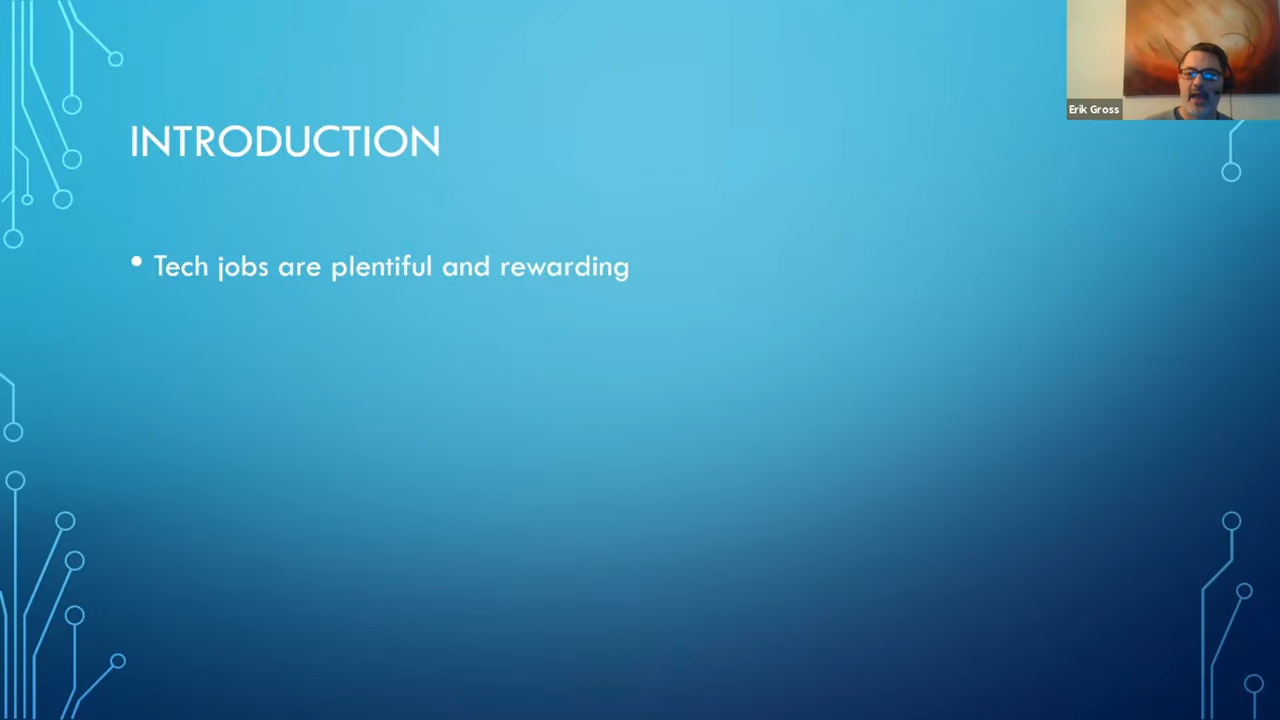 INTRODUCTION
• Tech jobs are plentiful and rewarding
Erik Gross